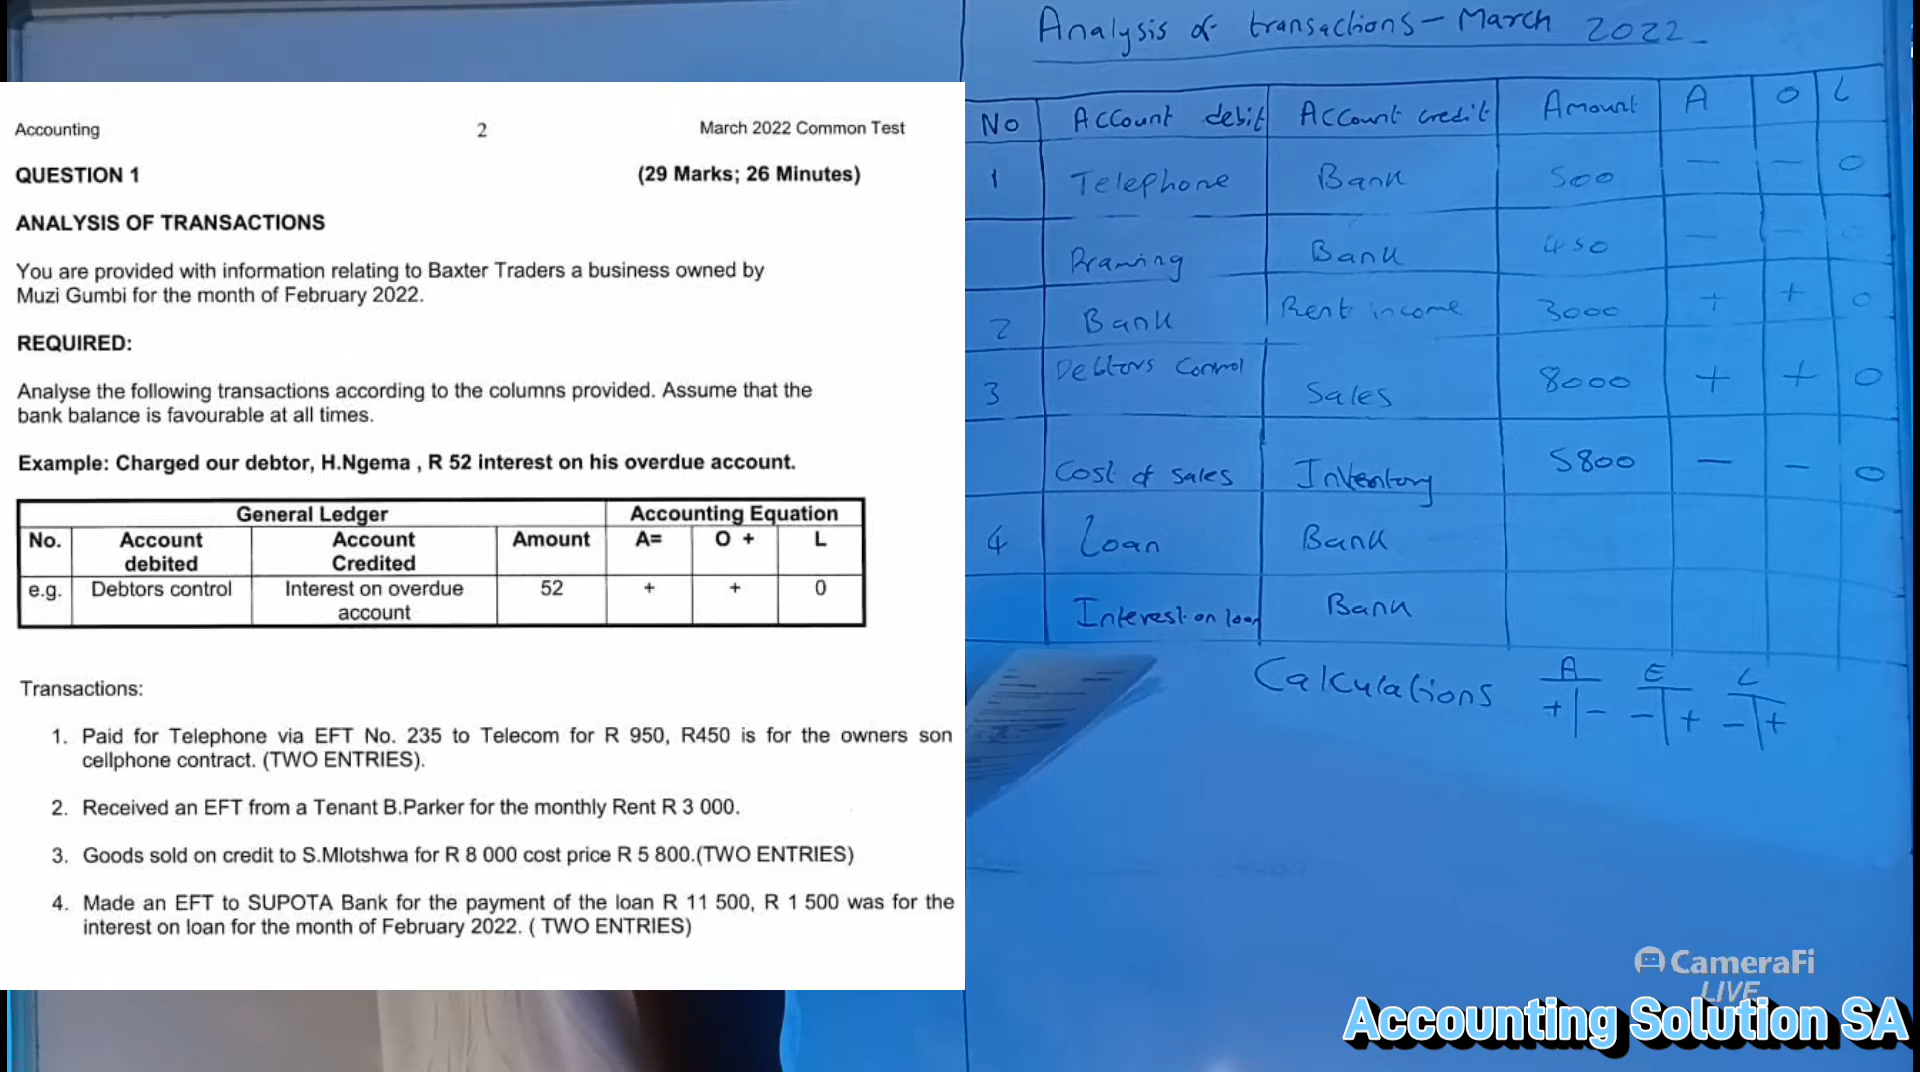 Accounting 2 March 2022 Common Test
QUESTION 1 (29 Marks; 26 Minutes)
ANALYSIS OF TRANSACTIONS
You are provided with information relating to Baxter Traders a business owned by
Muzi Gumbi for the month of February 2022.
REQUIRED:
Analyse the following transactions according to the columns provided. Assume that the
bank balance is favourable at all times.
Example: Charged our debtor, H.Ngema , R 52 interest on his overdue account.
General Ledger Accounting Equation
No. Account debited Account Credited Amount A= O + L
e.g. Debtors control Interest on overdue account 52 + + 0
Transactions:
1. Paid for Telephone via EFT No. 235 to Telecom for R 950, R450 is for the owners son
cellphone contract. (TWO ENTRIES).
2. Received an EFT from a Tenant B.Parker for the monthly Rent R 3 000.
3. Goods sold on credit to S.Mlotshwa for R 8 000 cost price R 5 800.(TWO ENTRIES)
4. Made an EFT to SUPOTA Bank for the payment of the loan R 11 500, R 1 500 was for the
interest on loan for the month of February 2022. ( TWO ENTRIES)
Analysis of transactions - March 2022
No Account debit Account credit Amount A O L
1 Telephone Bank 500 - - 0
Drawing Bank 450 - - 0
2 Bank Rent income 3000 + + 0
3 Debtors Control Sales 8000 + + 0
Cost of sales Inventory 5800 - - 0
4 Loan Bank
Interest on loan Bank
Calculations A E L
+ - - + - +
CameraFi
LIVE
Accounting Solution SA